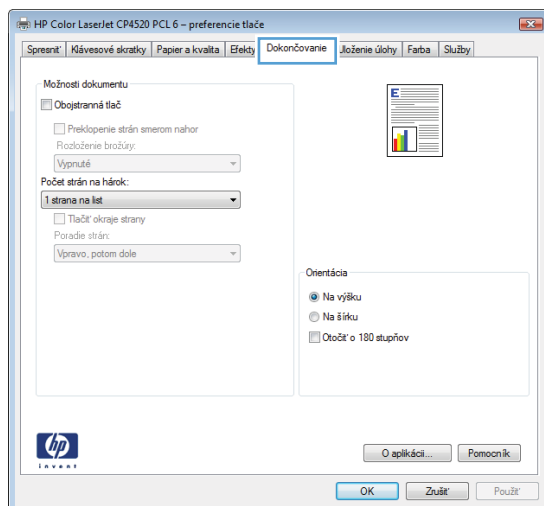 HP Color LaserJet CP4520 PCL 6 – preferencie tlače
Spresniť Klávesové skratky Papier a kvalita Efekty Dokončovanie Uloženie úlohy Farba Služby
Možnosti dokumentu
Obojstranná tlač
Preklopenie strán smerom nahor
Rozloženie brožúry:
Vypnuté
Počet strán na hárok:
1 strana na list
Tlačiť okraje strany
Poradie strán:
Vpravo, potom dole
E
Orientácia
Na výšku
Na šírku
Otočiť o 180 stupňov
hp
invent
O aplikácii... Pomocník
OK Zrušiť Použiť